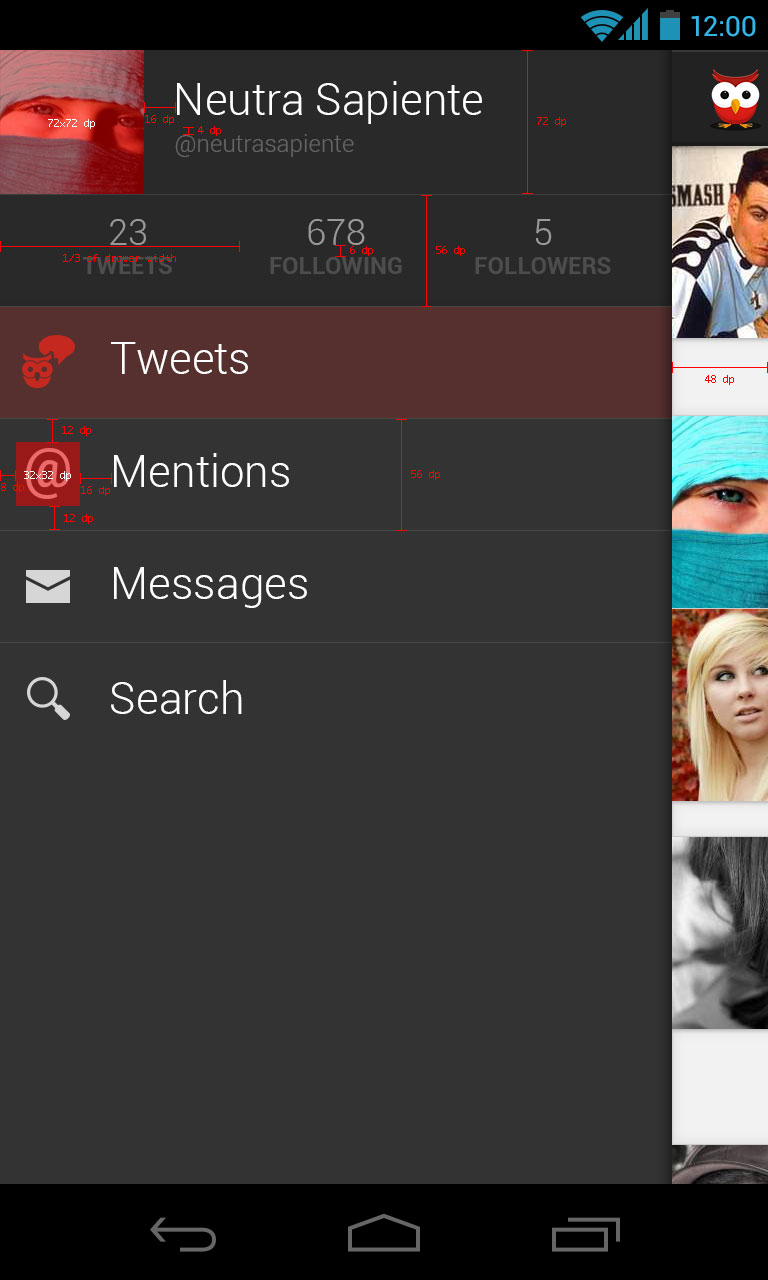 12:00
72x72 dp
16 dp
Neutra Sapiente
4 dp
@neutrasapiente
72 dp
SMASH
23
678
5
1/3 of drawer width
6 dp
56 dp
TWEETS
FOLLOWING
FOLLOWERS
Tweets
48 dp
12 dp
@
32x32 dp
8 dp
16 dp
Mentions
56 dp
12 dp
Messages
Search